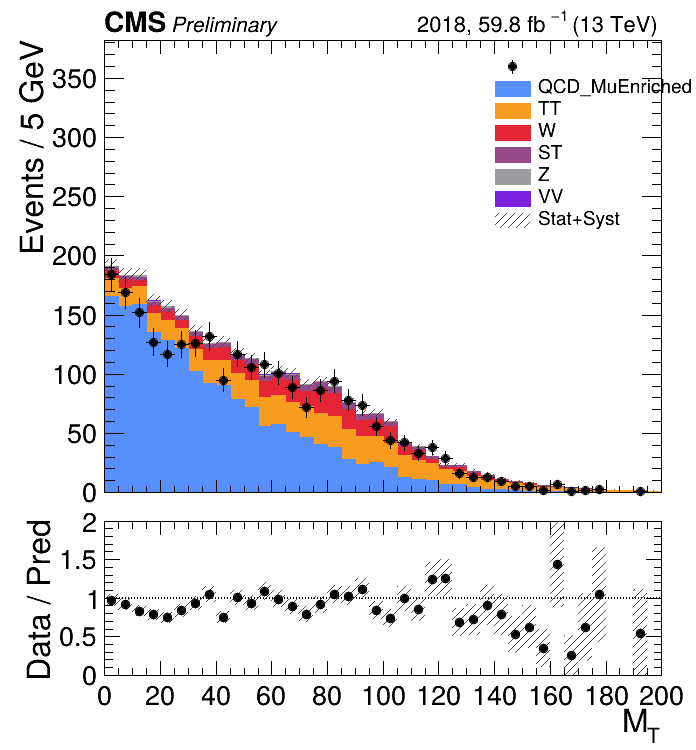 CMS Preliminary 2018, 59.8 fb⁻¹ (13 TeV)
Events / 5 GeV
350
300
250
200
150
100
50
0
QCD_MuEnriched
TT
W
ST
Z
VV
Stat+Syst
Data / Pred
2
1.5
1
0.5
0
0 20 40 60 80 100 120 140 160 180 200
M_T